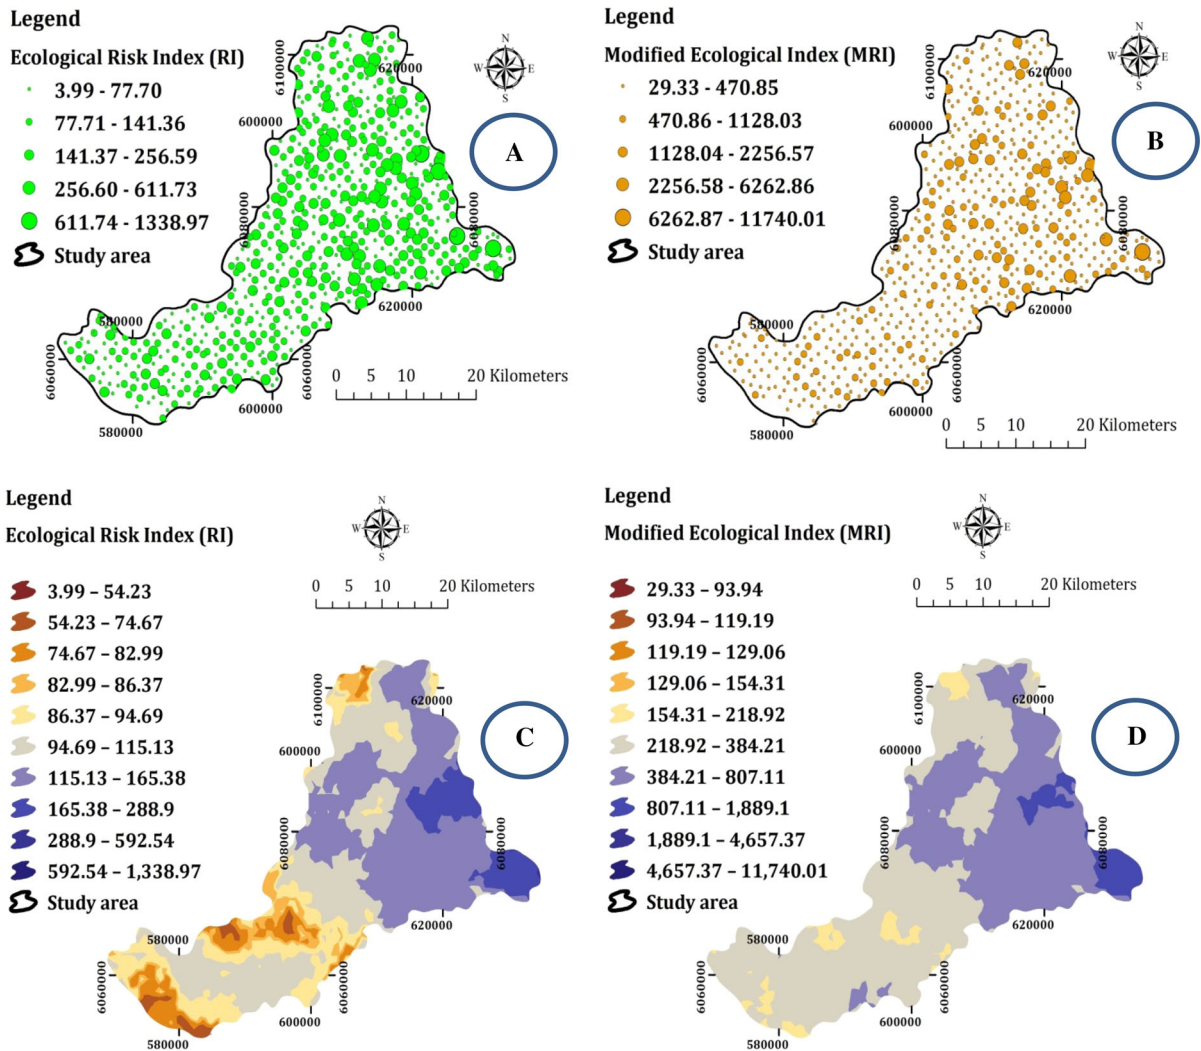 Legend
Ecological Risk Index (RI)
3.99 - 77.70
77.71 - 141.36
141.37 - 256.59
256.60 - 611.73
611.74 - 1338.97
Study area
N
W E
S
A
6100000
620000
600000
6080000
6080000
620000
580000
6060000
6060000
600000
580000
0 5 10 20 Kilometers
Legend
Modified Ecological Index (MRI)
29.33 - 470.85
470.86 - 1128.03
1128.04 - 2256.57
2256.58 - 6262.86
6262.87 - 11740.01
Study area
N
W E
S
B
6100000
620000
600000
6080000
6080000
620000
580000
6060000
6060000
600000
580000
0 5 10 20 Kilometers
Legend
Ecological Risk Index (RI)
N
W E
S
0 5 10 20 Kilometers
3.99 – 54.23
54.23 – 74.67
74.67 – 82.99
82.99 – 86.37
86.37 – 94.69
94.69 – 115.13
115.13 – 165.38
165.38 – 288.9
288.9 – 592.54
592.54 – 1,338.97
Study area
C
6100000
620000
600000
6080000
6080000
620000
580000
6060000
6060000
600000
580000
Legend
Modified Ecological Index (MRI)
N
W E
S
0 5 10 20 Kilometers
29.33 – 93.94
93.94 – 119.19
119.19 – 129.06
129.06 – 154.31
154.31 – 218.92
218.92 – 384.21
384.21 – 807.11
807.11 – 1,889.1
1,889.1 – 4,657.37
4,657.37 – 11,740.01
Study area
D
6100000
620000
600000
6080000
6080000
620000
580000
6060000
6060000
600000
580000